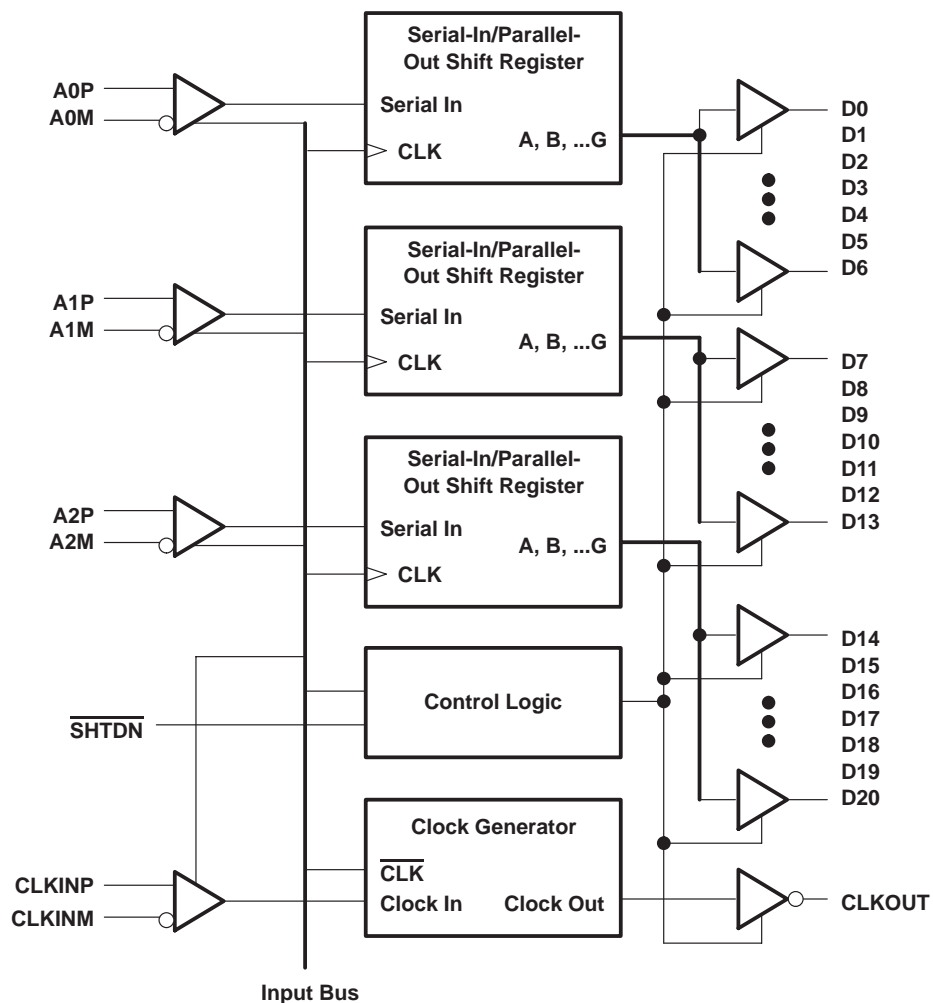 Serial-In/Parallel-
Out Shift Register
A0P
A0M
Serial In
A, B, ...G
CLK
D0
D1
D2
D3
D4
D5
D6
Serial-In/Parallel-
Out Shift Register
A1P
A1M
Serial In
A, B, ...G
CLK
D7
D8
D9
D10
D11
D12
D13
Serial-In/Parallel-
Out Shift Register
A2P
A2M
Serial In
A, B, ...G
CLK
D14
D15
D16
D17
D18
D19
D20
SHTDN
Control Logic
Clock Generator
CLKINP
CLKINM
CLK
Clock In
Clock Out
CLKOUT
Input Bus